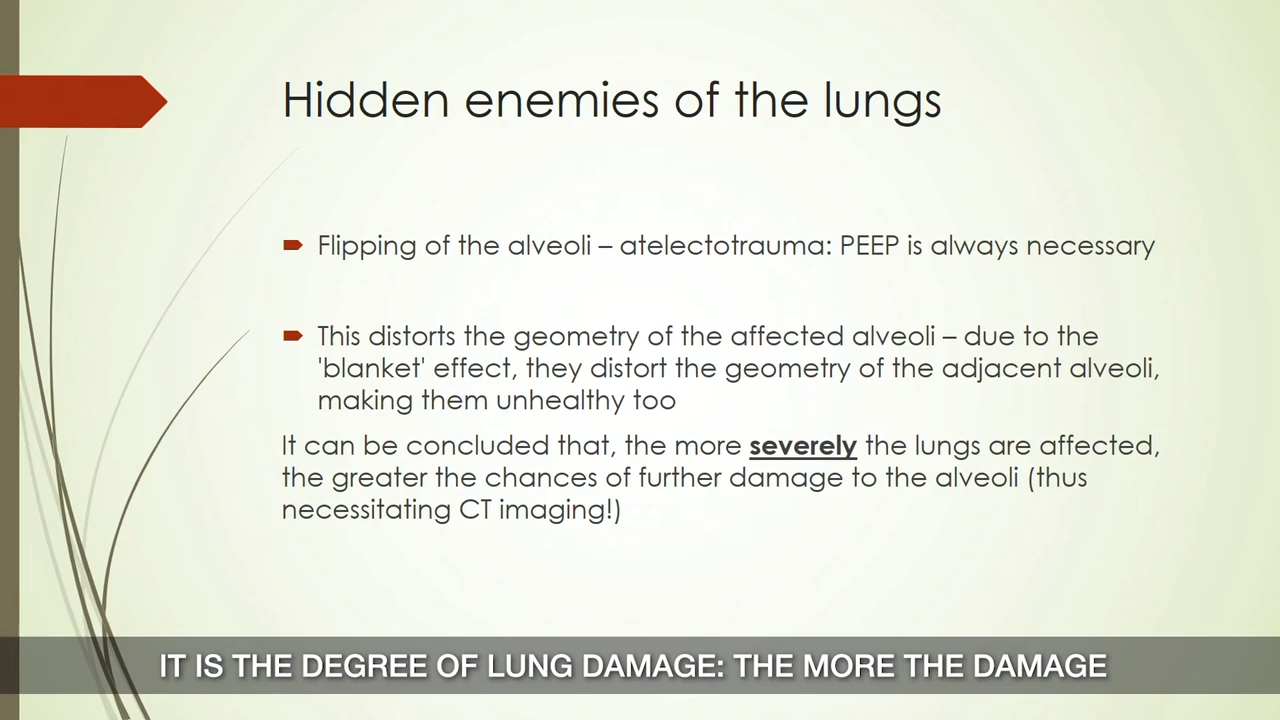 Hidden enemies of the lungs
Flipping of the alveoli – atelectotrauma: PEEP is always necessary
This distorts the geometry of the affected alveoli – due to the
'blanket' effect, they distort the geometry of the adjacent alveoli,
making them unhealthy too
It can be concluded that, the more severely the lungs are affected,
the greater the chances of further damage to the alveoli (thus
necessitating CT imaging!)
IT IS THE DEGREE OF LUNG DAMAGE: THE MORE THE DAMAGE